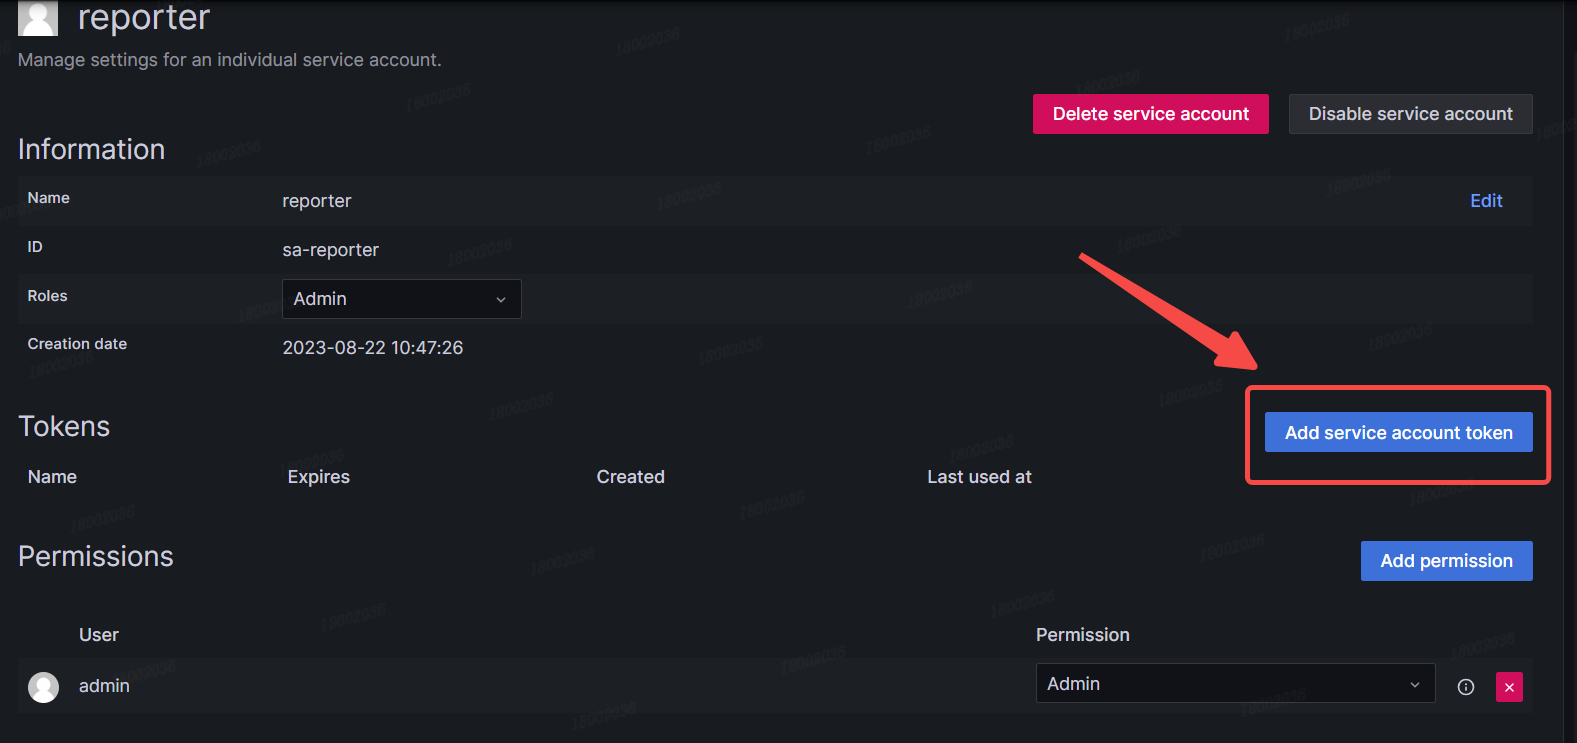 reporter
Manage settings for an individual service account.
Delete service account
Disable service account
Information
Name
reporter
Edit
ID
sa-reporter
Roles
Admin
Creation date
2023-08-22 10:47:26
Tokens
Add service account token
Name
Expires
Created
Last used at
Permissions
Add permission
User
Permission
admin
Admin